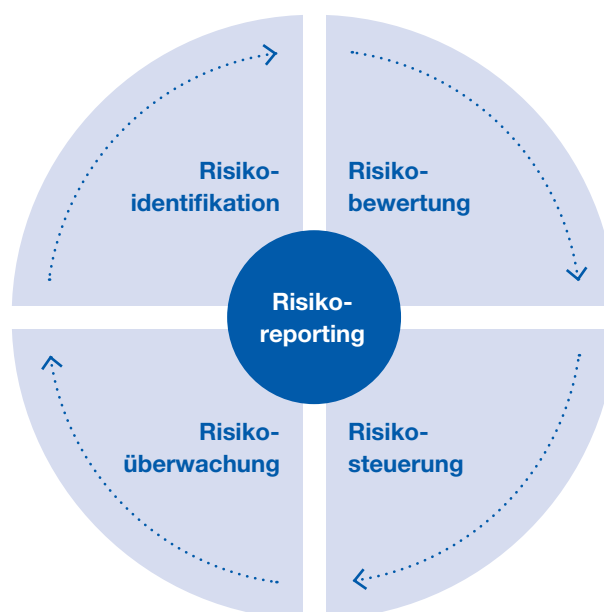 Risiko-
identifikation
Risiko-
bewertung
Risiko-
reporting
Risiko-
überwachung
Risiko-
steuerung